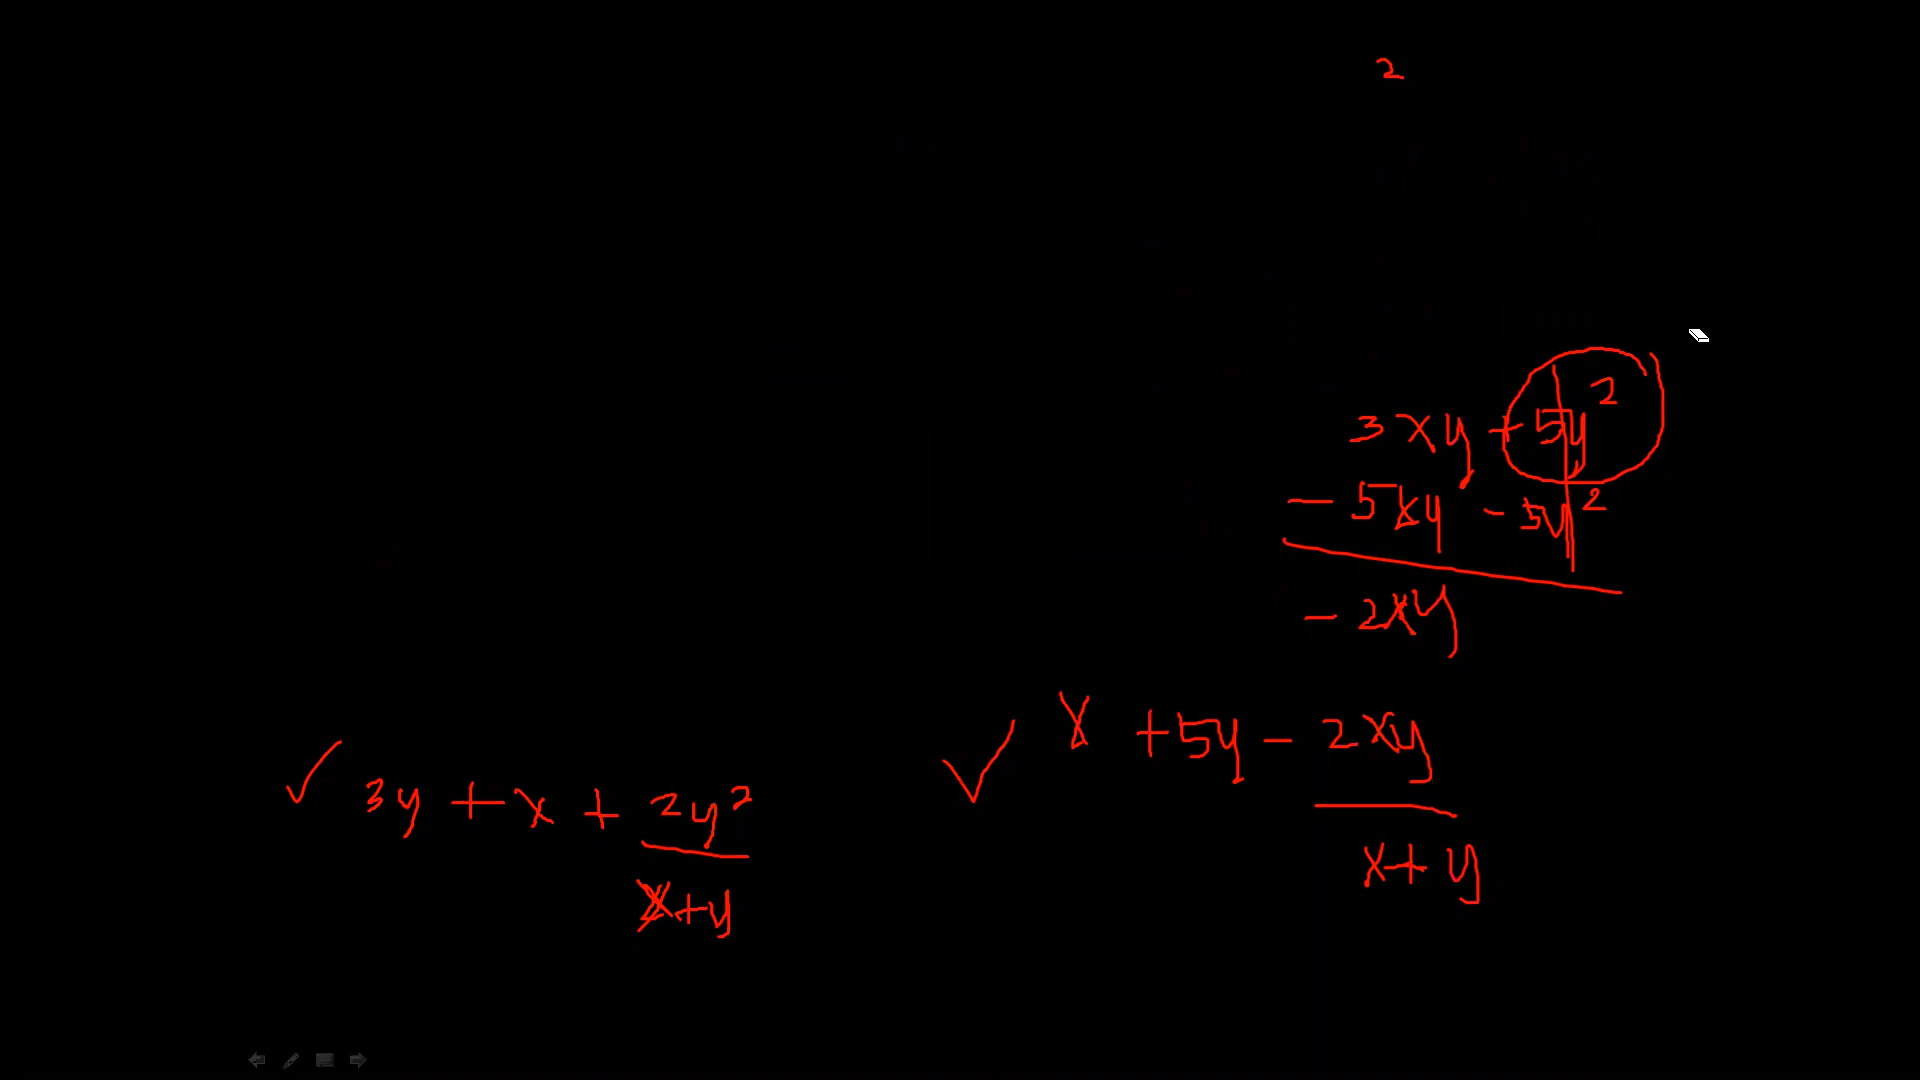 2
3xy + 5y²
- 5xy - 5y²
- 2xy
x + 5y - 2xy
x + y
3y + x + 2y²
x + y